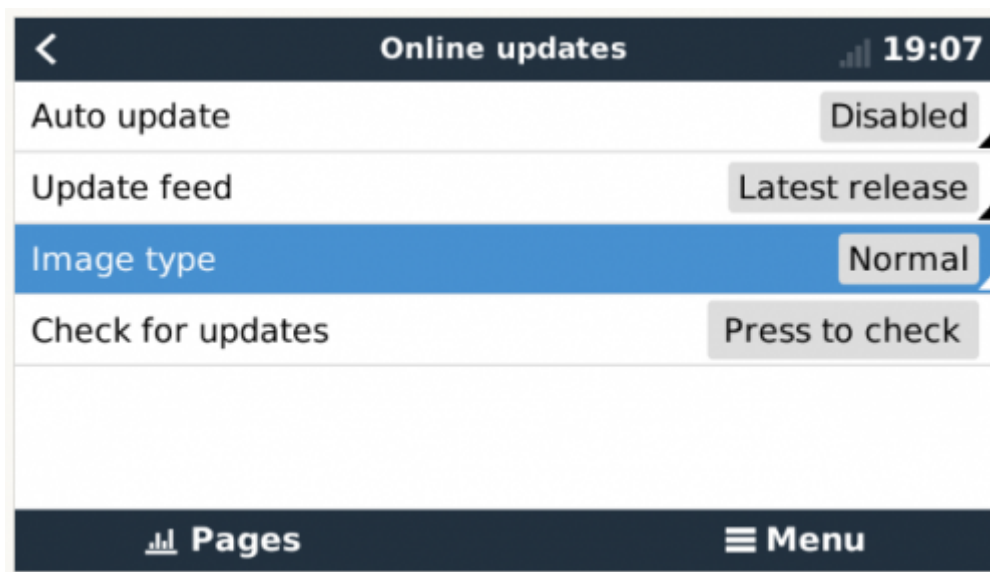 Online updates 19:07
Auto update Disabled
Update feed Latest release
Image type Normal
Check for updates Press to check
Pages Menu